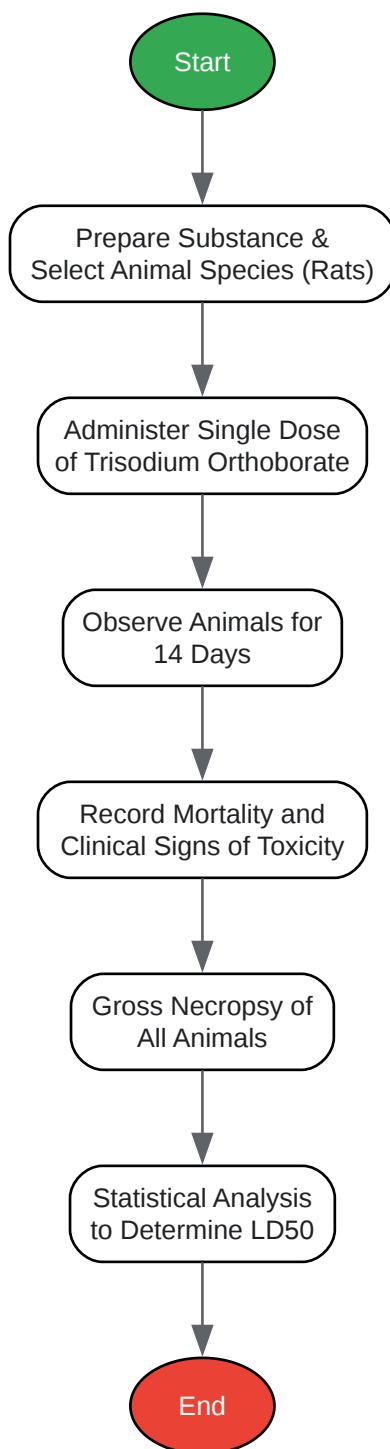 Start
Prepare Substance &
Select Animal Species (Rats)
Administer Single Dose
of Trisodium Orthoborate
Observe Animals for
14 Days
Record Mortality and
Clinical Signs of Toxicity
Gross Necropsy of
All Animals
Statistical Analysis
to Determine LD50
End